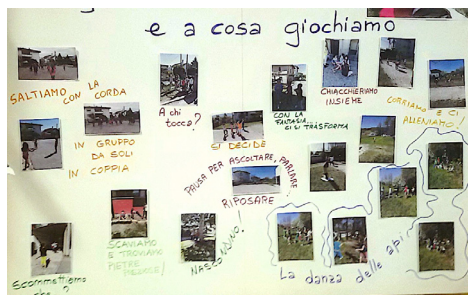 e a cosa giochiamo
SALTIAMO CON LA CORDA
A chi
tocca?
CON LA
FANTASIA...
CI SI TRASFORMA
CHIACCHIERIAMO
INSIEME
CORRIAMO E CI
ALLENIAMO!
IN GRUPPO
DA SOLI
IN COPPIA
SI DECIDE
PAUSA PER ASCOLTARE, PARLARE,
RIPOSARE
SCAVIAMO
E TROVIAMO
PIETRE
NASCONDINO!
La danza delle api
Scommettiamo
che ?